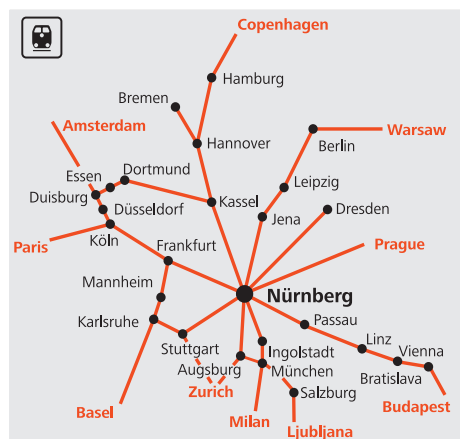 Copenhagen
Hamburg
Bremen
Amsterdam
Hannover
Warsaw
Berlin
Essen
Dortmund
Leipzig
Duisburg
Düsseldorf
Kassel
Jena
Dresden
Paris
Köln
Frankfurt
Prague
Mannheim
Nürnberg
Karlsruhe
Passau
Stuttgart
Ingolstadt
Linz
Vienna
Augsburg
München
Bratislava
Zurich
Salzburg
Basel
Milan
Budapest
Ljubljana